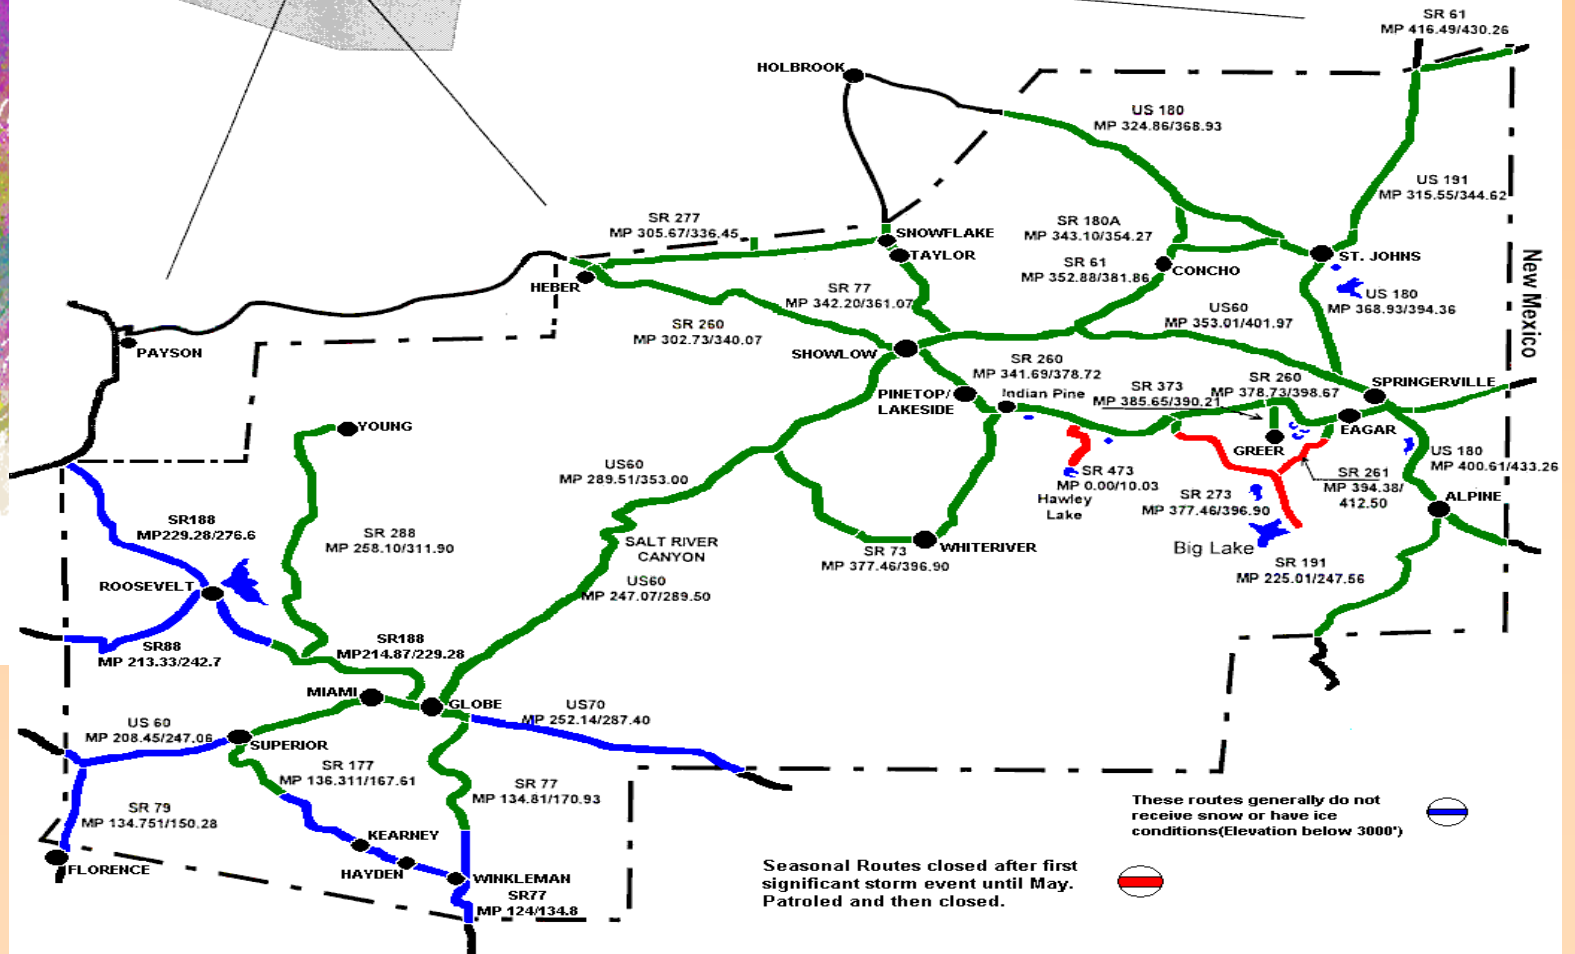 SR 61
MP 416.49/430.26
HOLBROOK
US 180
MP 324.86/368.93
US 191
MP 315.55/344.62
SR 277
MP 305.67/336.45
SNOWFLAKE
TAYLOR
SR 180A
MP 343.10/354.27
SR 61
MP 352.88/381.86
CONCHO
ST. JOHNS
New Mexico
HEBER
SR 77
MP 342.20/361.07
US 180
MP 368.93/394.36
US60
MP 353.01/401.97
SR 260
MP 302.73/340.07
SHOWLOW
PAYSON
SR 260
MP 341.69/378.72
Indian Pine
SR 373
MP 385.65/390.21
SR 260
MP 378.73/398.67
SPRINGERVILLE
PINETOP/
LAKESIDE
EAGAR
GREER
YOUNG
US60
MP 289.51/353.00
SR 473
MP 0.00/10.03
Hawley
Lake
SR 273
MP 377.46/396.90
SR 261
MP 394.38/
412.50
US 180
MP 400.61/433.26
ALPINE
SR188
MP229.28/276.6
SR 288
MP 258.10/311.90
SALT RIVER
CANYON
US60
MP 247.07/289.50
SR 73
MP 377.46/396.90
WHITERIVER
Big Lake
SR 191
MP 225.01/247.56
ROOSEVELT
SR88
MP 213.33/242.7
SR188
MP214.87/229.28
MIAMI
GLOBE
US70
MP 252.14/287.40
US 60
MP 208.45/247.06
SUPERIOR
SR 177
MP 136.311/167.61
SR 77
MP 134.81/170.93
SR 79
MP 134.751/150.28
KEARNEY
HAYDEN
WINKLEMAN
SR77
MP 124/134.8
FLORENCE
These routes generally do not
receive snow or have ice
conditions(Elevation below 3000')
Seasonal Routes closed after first
significant storm event until May.
Patroled and then closed.